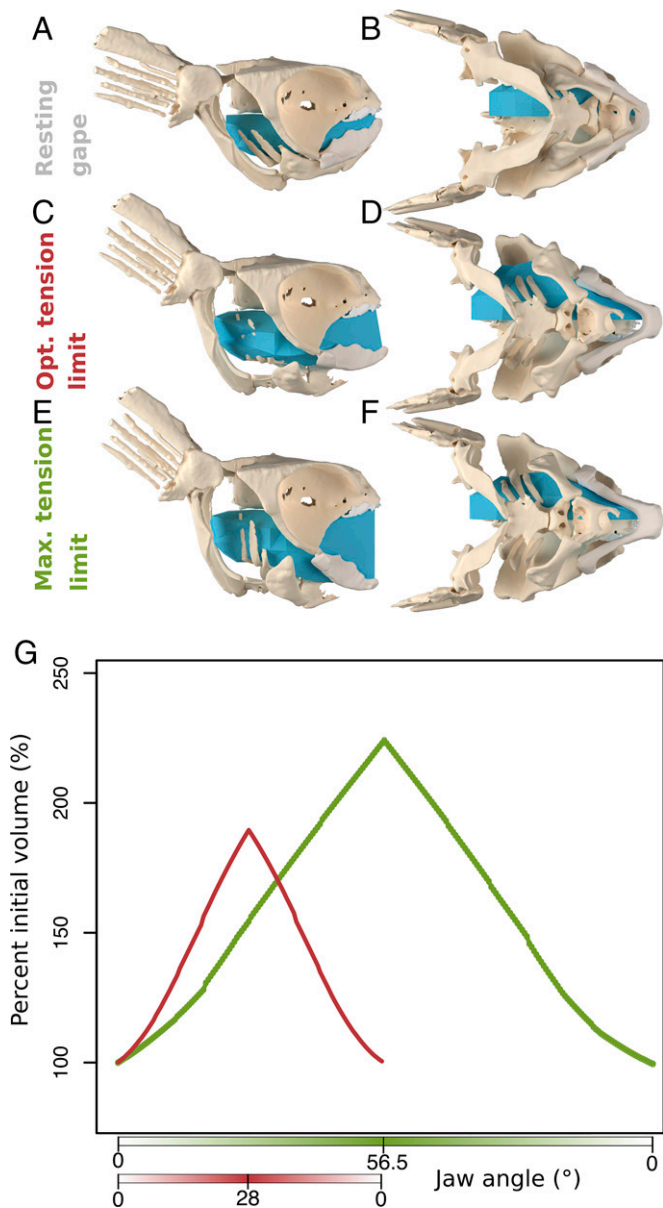 A
B
Resting
gape
C
D
Opt. tension
limit
E
F
Max. tension
limit
G
Percent initial volume (%)
250
200
150
100
0
56.5
0
Jaw angle (°)
0
28
0